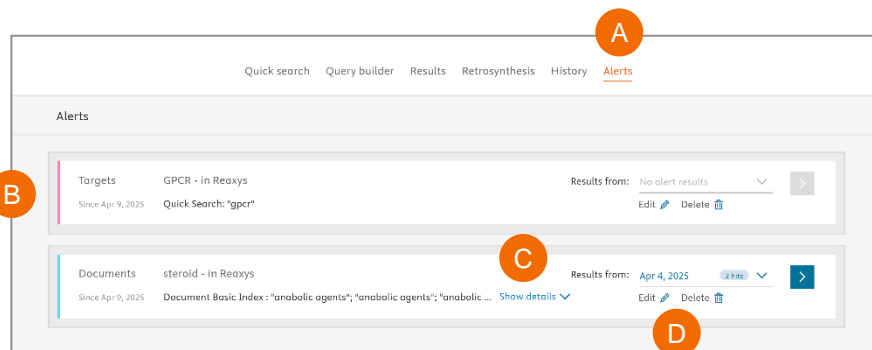 A
Quick search Query builder Results Retrosynthesis History Alerts
Alerts
B
Targets GPCR - in Reaxys Results from: No alert results
Since Apr 9, 2025 Quick Search: "gpcr" Edit Delete
C
Documents steroid - in Reaxys Results from: Apr 4, 2025 2 hits
Since Apr 9, 2025 Document Basic Index : "anabolic agents"; "anabolic agents"; "anabolic ... Show details Edit Delete
D